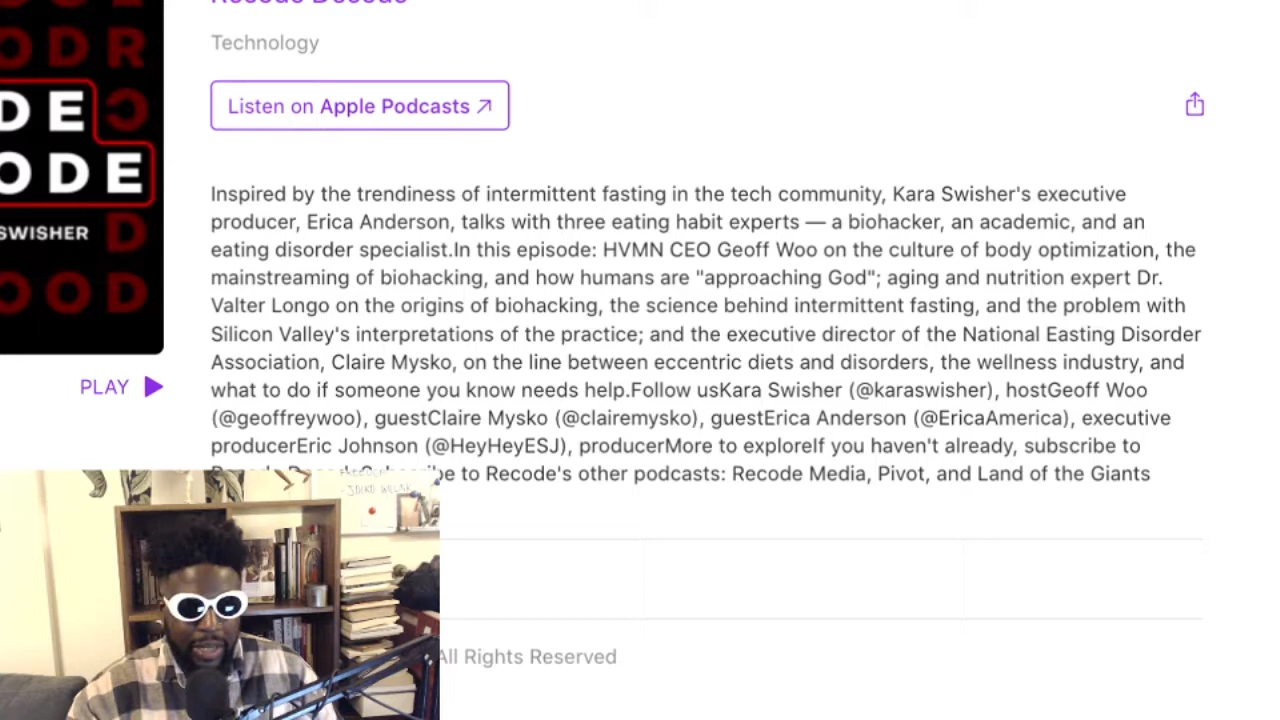 Technology
Listen on Apple Podcasts
Inspired by the trendiness of intermittent fasting in the tech community, Kara Swisher's executive
producer, Erica Anderson, talks with three eating habit experts — a biohacker, an academic, and an
eating disorder specialist.In this episode: HVMN CEO Geoff Woo on the culture of body optimization, the
mainstreaming of biohacking, and how humans are "approaching God"; aging and nutrition expert Dr.
Valter Longo on the origins of biohacking, the science behind intermittent fasting, and the problem with
Silicon Valley's interpretations of the practice; and the executive director of the National Easting Disorder
Association, Claire Mysko, on the line between eccentric diets and disorders, the wellness industry, and
what to do if someone you know needs help.Follow usKara Swisher (@karaswisher), hostGeoff Woo
(@geoffreywoo), guestClaire Mysko (@clairemysko), guestErica Anderson (@EricaAmerica), executive
producerEric Johnson (@HeyHeyESJ), producerMore to exploreIf you haven't already, subscribe to
to Recode's other podcasts: Recode Media, Pivot, and Land of the Giants
All Rights Reserved
ODR
DE
ODE
SWISHER
D
OOD
PLAY